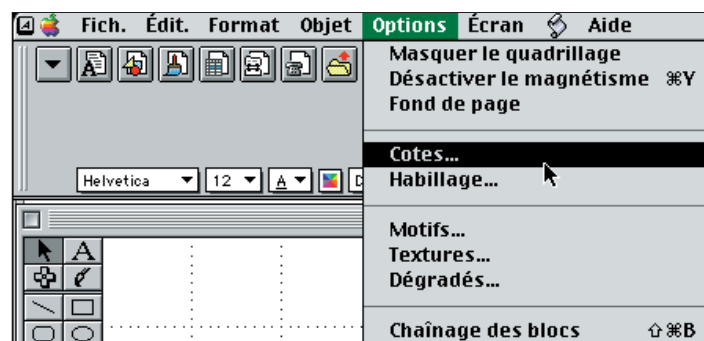 Fich. Édit. Format Objet Options Écran Aide
Masquer le quadrillage
Désactiver le magnétisme ⌘Y
Fond de page
Cotes...
Habillage...
Helvetica 12 A
Motifs...
Textures...
Dégradés...
A
Chaînage des blocs ⇧⌘B